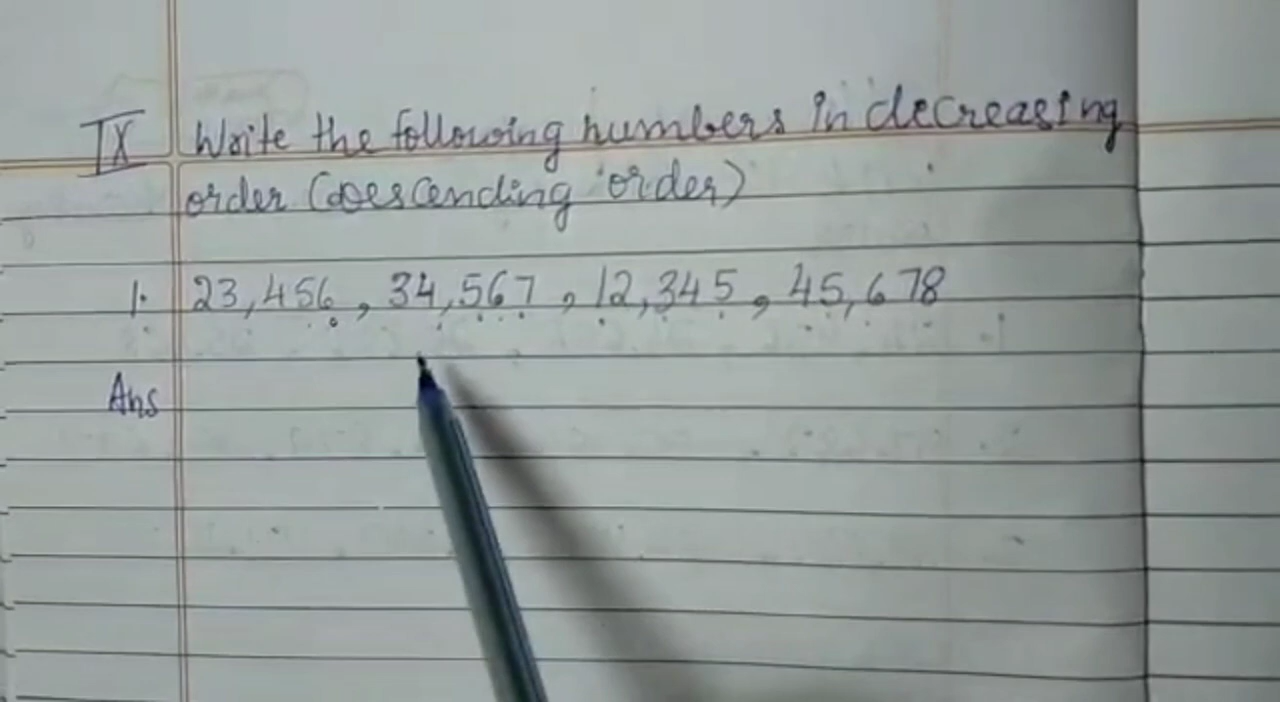 IX Write the following numbers in decreasing
order (Descending order)
1. 23,456, 34,567, 12,345, 45,678
Ans